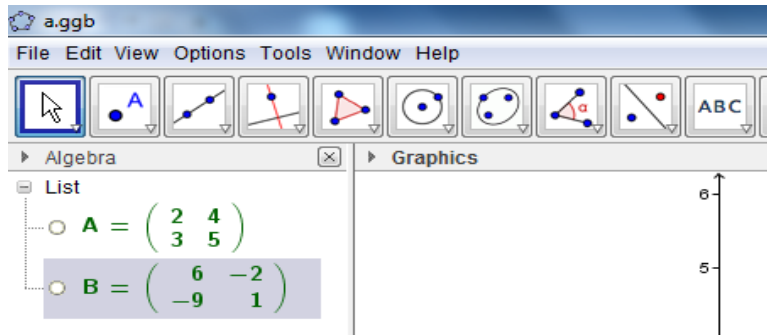 a.ggb
File Edit View Options Tools Window Help
A α ABC
Algebra Graphics
List
A = ( 2 4
3 5 )
B = ( 6 −2
−9 1 )
6
5